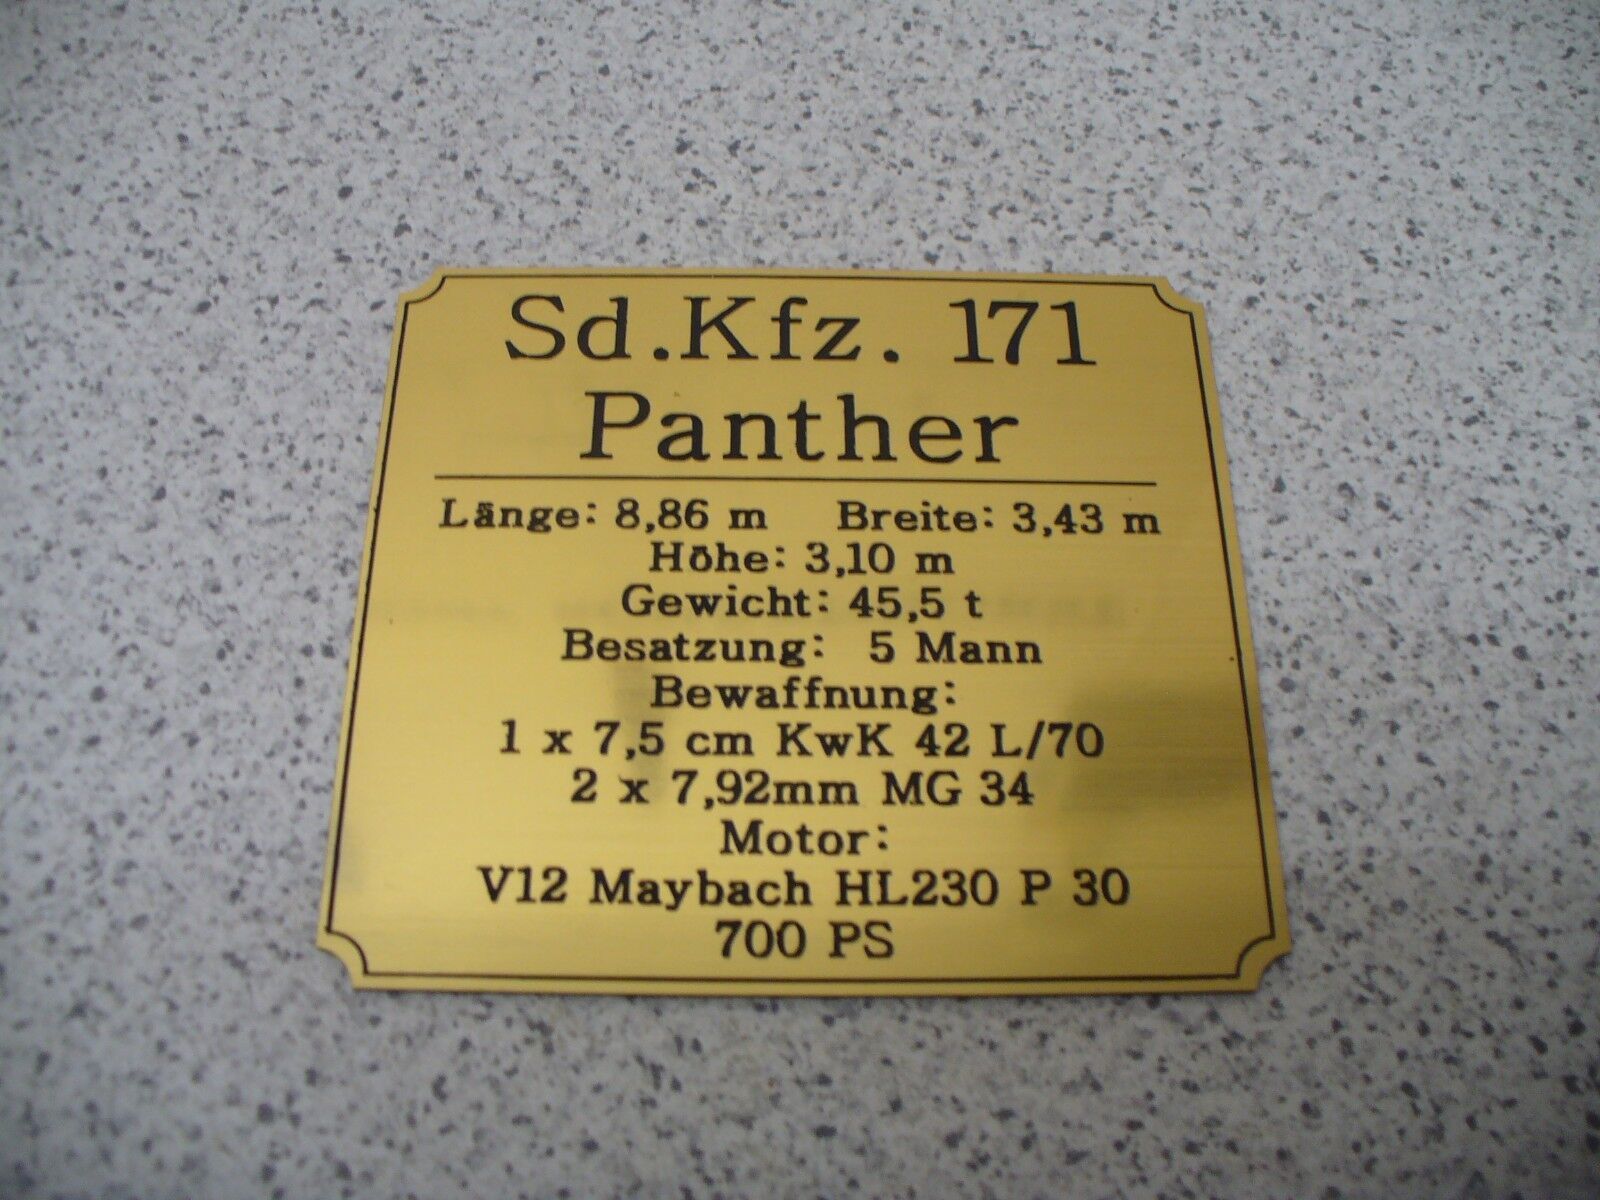 Sd.Kfz. 171
Panther
Länge: 8,86 m Breite: 3,43 m
Höhe: 3,10 m
Gewicht: 45,5 t
Besatzung: 5 Mann
Bewaffnung:
1 x 7,5 cm KwK 42 L/70
2 x 7,92mm MG 34
Motor:
V12 Maybach HL230 P 30
700 PS